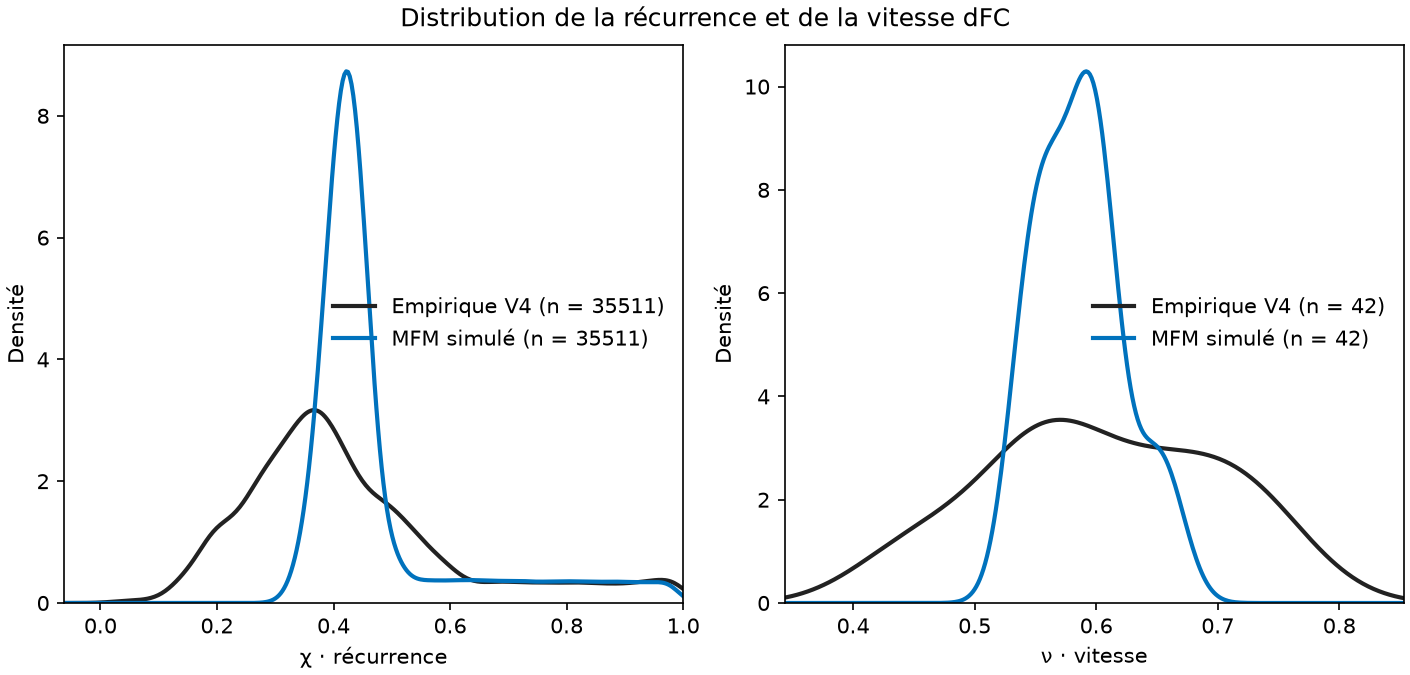 Distribution de la récurrence et de la vitesse dFC
Densité
8
6
4
2
0
0.0 0.2 0.4 0.6 0.8 1.0
χ · récurrence
Empirique V4 (n = 35511)
MFM simulé (n = 35511)
Densité
10
8
6
4
2
0
0.4 0.5 0.6 0.7 0.8
ν · vitesse
Empirique V4 (n = 42)
MFM simulé (n = 42)